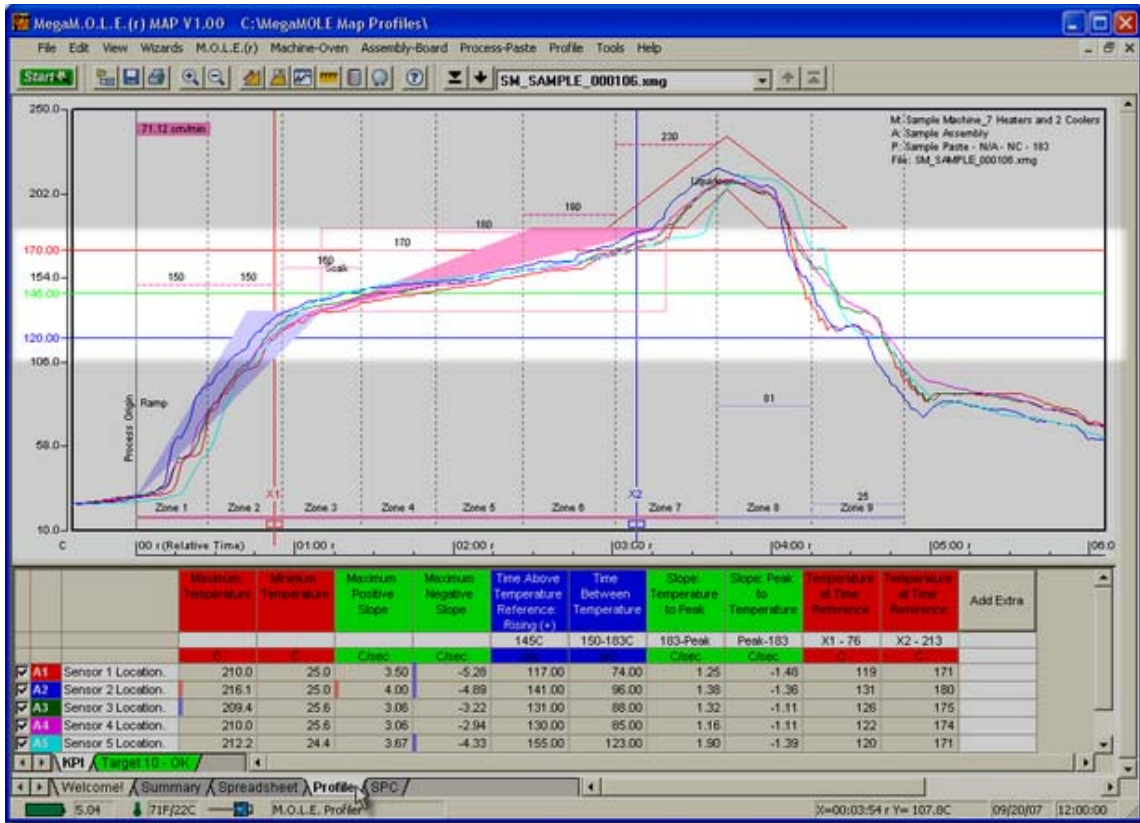 MegaM.O.L.E.(r) MAP V1.00 C:\MegaMOLE Map Profiles\
File Edit View Wizards M.O.L.E.(r) Machine-Oven Assembly-Board Process-Paste Profile Tools Help
Start SM_SAMPLE_000106.xmg
250.0
71.12 cm/min
M: Sample Machine_7 Heaters and 2 Coolers
A: Sample Assembly
P: Sample Paste - N/A - NC - 183
File: SM_SAMPLE_000106.xmg
230
Liquidus
202.0
190
180
170.00
170
160
Soak
154.0
150 150
145.00
120.00
106.0
Ramp
81
Process Origin
58.0
X1 X2
25
Zone 1 Zone 2 Zone 3 Zone 4 Zone 5 Zone 6 Zone 7 Zone 8 Zone 9
10.0
C 00 r (Relative Time) 01:00 r 02:00 r 03:00 r 04:00 r 05:00 r 06:0
Maximum Temperature Minimum Temperature Maximum Positive Slope Maximum Negative Slope Time Above Temperature Reference: Rising (+) Time Between Temperature Slope: Temperature to Peak Slope: Peak to Temperature Temperature at Time Reference Temperature at Time Reference Add Extra
145C 150-183C 183-Peak Peak-183 X1 - 76 X2 - 213
C C C/sec C/sec C/sec C/sec C C
A1 Sensor 1 Location. 210.0 25.0 3.50 -5.28 117.00 74.00 1.25 -1.48 119 171
A2 Sensor 2 Location. 216.1 25.0 4.00 -4.89 141.00 96.00 1.38 -1.36 131 180
A3 Sensor 3 Location. 209.4 25.6 3.06 -3.22 131.00 88.00 1.32 -1.11 126 175
A4 Sensor 4 Location. 210.0 25.6 3.06 -2.94 130.00 85.00 1.16 -1.11 122 174
A5 Sensor 5 Location. 212.2 24.4 3.67 -4.33 155.00 123.00 1.90 -1.39 120 171
KPI Target 10 - OK
Welcome! Summary Spreadsheet Profile SPC
5.04 71F/22C M.O.L.E. Profiler X=00:03:54 r Y= 107.8C 09/20/07 12:00:00